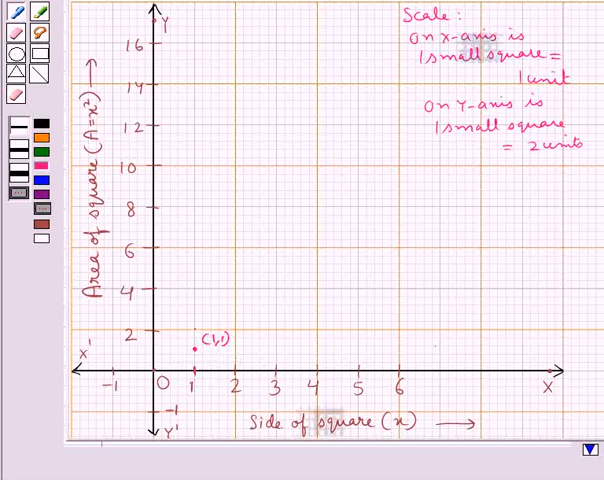 Scale:
On X-axis is
1 small square =
1 unit
On Y-axis is
1 small square
= 2 units
Y
16
14
12
10
8
6
4
2
Area of square (A=x²) →
(1,1)
X'
-1 0 1 2 3 4 5 6 X
-1
Y'
Side of square (x) →